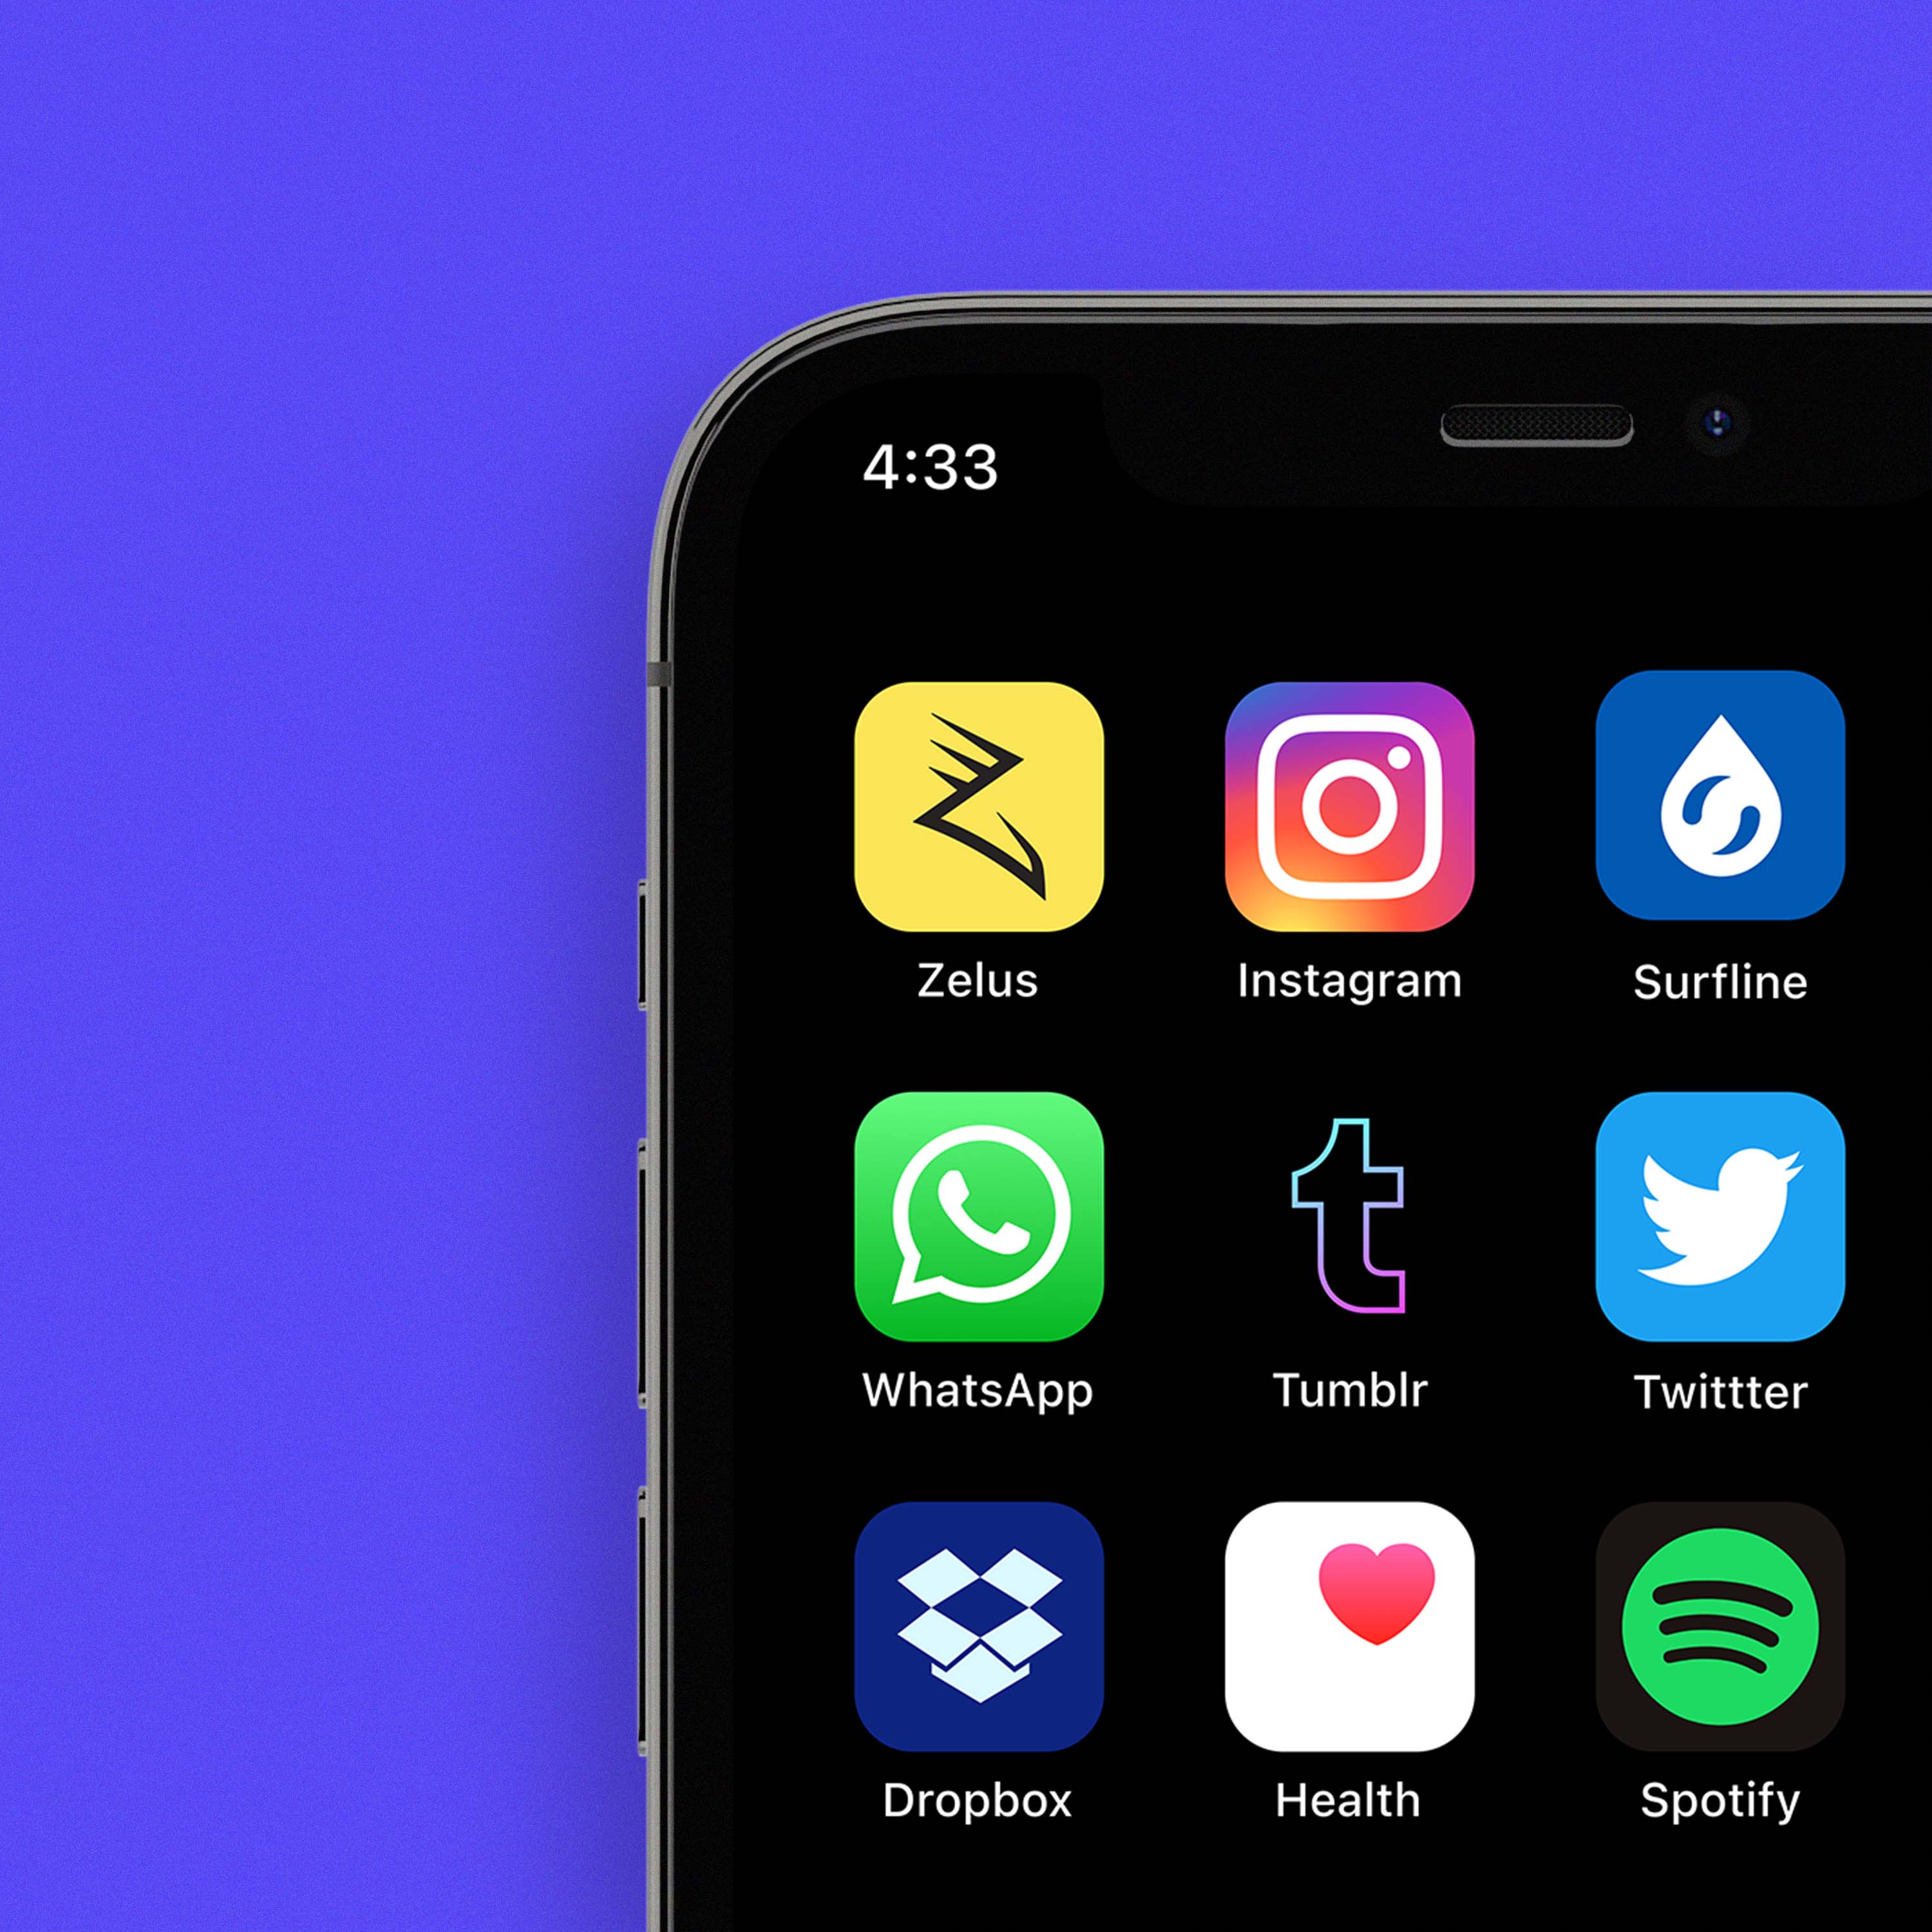 4:33
Zelus
Instagram
Surfline
WhatsApp
Tumblr
Twittter
Dropbox
Health
Spotify